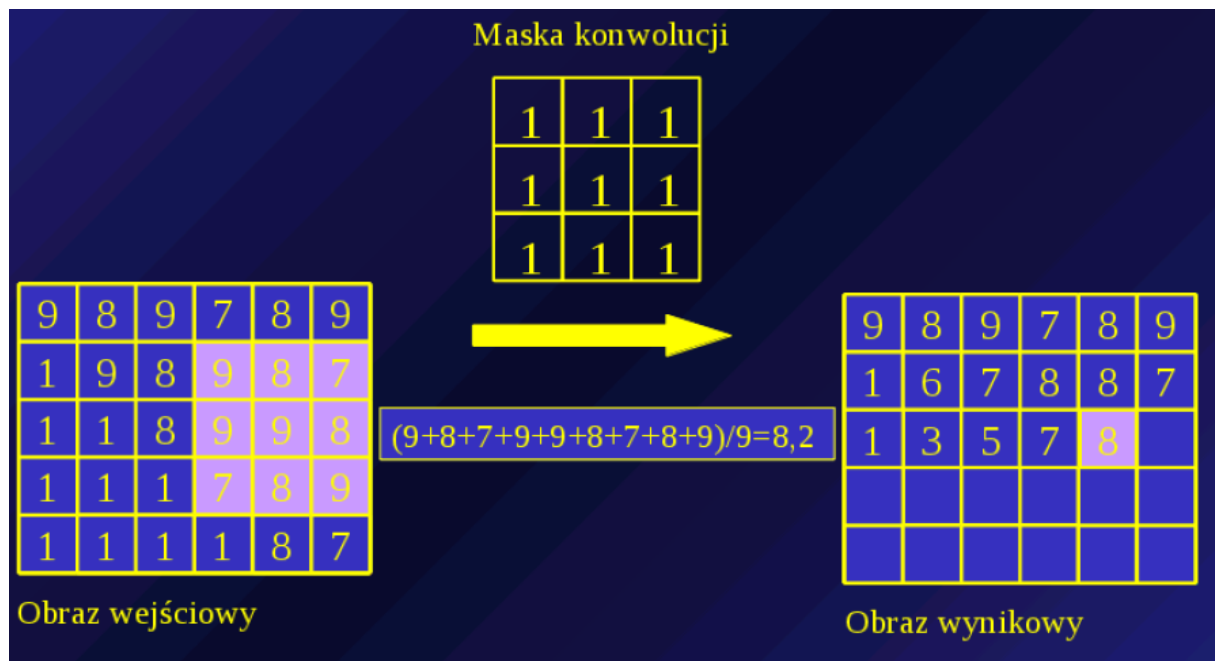 Maska konwolucji
1 1 1
1 1 1
1 1 1
9 8 9 7 8 9
1 9 8 9 8 7
1 1 8 9 9 8
1 1 1 7 8 9
1 1 1 1 8 7
Obraz wejściowy
(9+8+7+9+9+8+7+8+9)/9=8,2
9 8 9 7 8 9
1 6 7 8 8 7
1 3 5 7 8
Obraz wynikowy